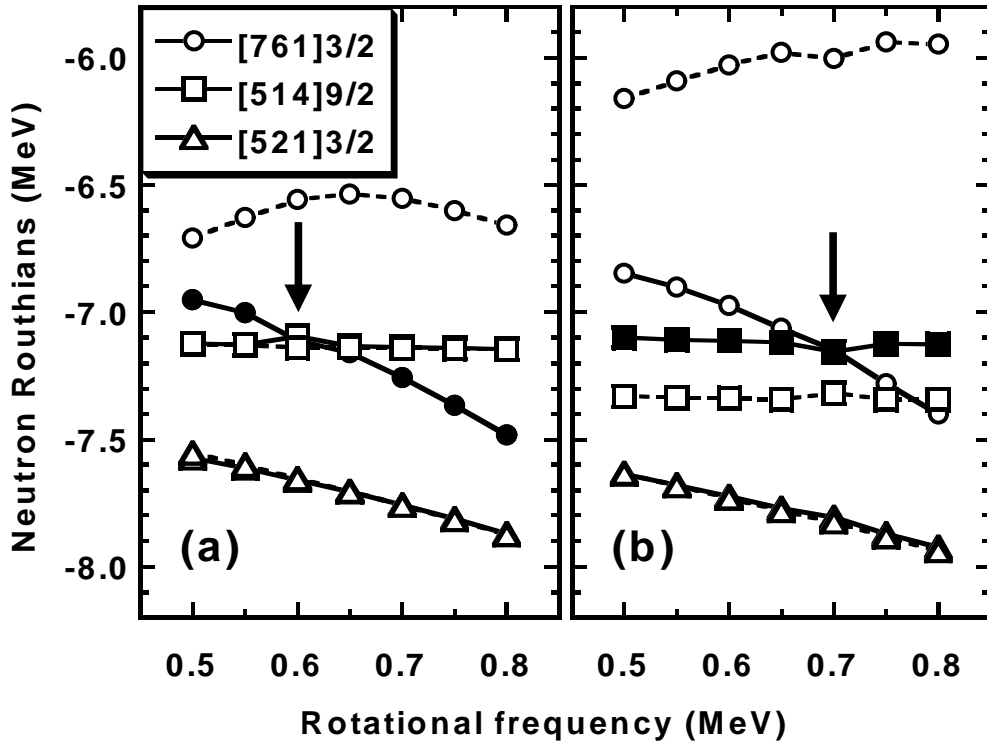 Neutron Routhians (MeV)
-6.0
-6.5
-7.0
-7.5
-8.0
[761]3/2
[514]9/2
[521]3/2
(a)
(b)
0.5 0.6 0.7 0.8
0.5 0.6 0.7 0.8
Rotational frequency (MeV)